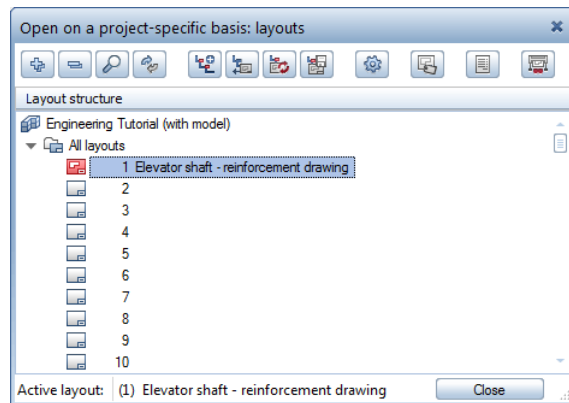 Open on a project-specific basis: layouts
Layout structure
Engineering Tutorial (with model)
All layouts
1 Elevator shaft - reinforcement drawing
2
3
4
5
6
7
8
9
10
Active layout: (1) Elevator shaft - reinforcement drawing Close